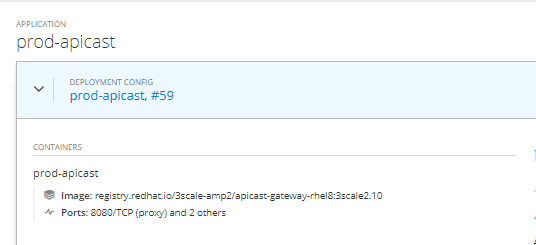 APPLICATION
prod-apicast
DEPLOYMENT CONFIG
prod-apicast, #59
CONTAINERS
prod-apicast
Image: registry.redhat.io/3scale-amp2/apicast-gateway-rhel8:3scale2.10
Ports: 8080/TCP (proxy) and 2 others